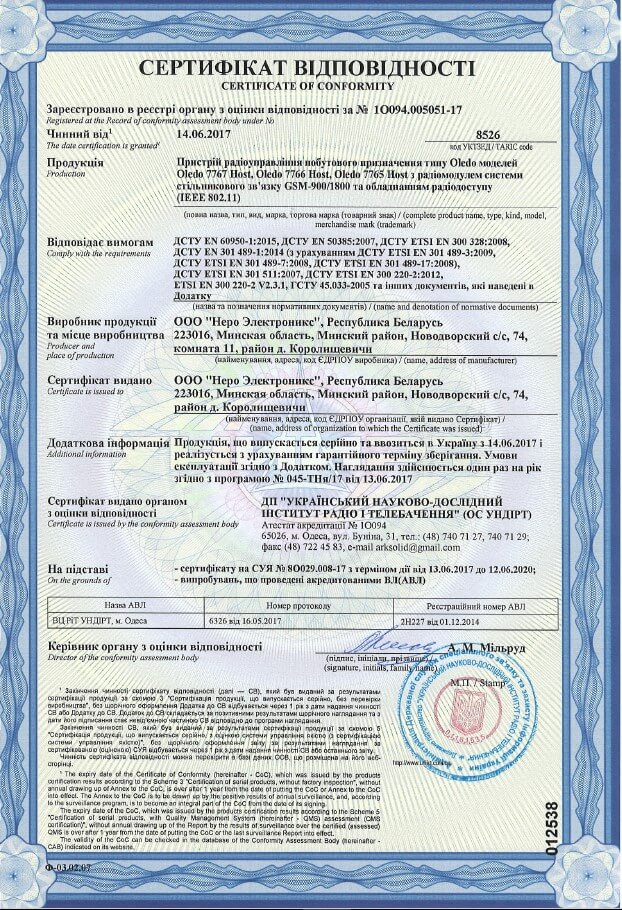 СЕРТИФІКАТ ВІДПОВІДНОСТІ
CERTIFICATE OF CONFORMITY
Зареєстровано в реєстрі органу з оцінки відповідності за № 1О094.005051-17
Registered at the Record of conformity assessment body under No
Чинний від¹ 14.06.2017 8526
The date certification is granted¹ код УКТЗЕД / TARIC code
Продукція Пристрій радіоуправління побутового призначення типу Oledo моделей
Production Oledo 7767 Host, Oledo 7766 Host, Oledo 7765 Host з радіомодулем системи
стільникового зв'язку GSM-900/1800 та обладнанням радіодоступу
(IEEE 802.11)
(повна назва, тип, вид, марка, торгова марка (товарний знак) / (complete product name, type, kind, model,
merchandise mark (trademark)
Відповідає вимогам ДСТУ EN 60950-1:2015, ДСТУ EN 50385:2007, ДСТУ ETSI EN 300 328:2008,
Comply with the requirements ДСТУ EN 301 489-1:2014 (з урахуванням ДСТУ ETSI EN 301 489-3:2009,
ДСТУ ETSI EN 301 489-7:2008, ДСТУ ETSI EN 301 489-17:2008),
ДСТУ ETSI EN 301 511:2007, ДСТУ ETSI EN 300 220-2:2012,
ETSI EN 300 220-2 V2.3.1, ГСТУ 45.033-2005 та інших документів, які наведені в
Додатку
(назва та позначення нормативних документів) / (name and denotation of normative documents)
Виробник продукції ООО "Неро Электроникс", Республика Беларусь
та місце виробництва 223016, Минская область, Минский район, Новодворский с/с, 74,
Producer and комната 11, район д. Королищевичи
place of production (найменування, адреса, код ЄДРПОУ виробника) / (name, address of manufacturer)
Сертифікат видано ООО "Неро Электроникс", Республика Беларусь
Certificate is issued to 223016, Минская область, Минский район, Новодворский с/с, 74,
район д. Королищевичи
(найменування, адреса, код ЄДРПОУ організації, якій видано Сертифікат) /
(name, address of organization to which the Certificate was issued)
Додаткова інформація Продукція, що випускається серійно та ввозиться в Україну з 14.06.2017 і
Additional information реалізується з урахуванням гарантійного терміну зберігання. Умови
експлуатації згідно з Додатком. Наглядання здійснюється один раз на рік
згідно з програмою № 045-ТНя/17 від 13.06.2017
Сертифікат видано органом ДП "УКРАЇНСЬКИЙ НАУКОВО-ДОСЛІДНИЙ
з оцінки відповідності ІНСТИТУТ РАДІО І ТЕЛЕБАЧЕННЯ" (ОС УНДІРТ)
Certificate is issued by the conformity assessment body Атестат акредитації № 1О094
65026, м. Одеса, вул. Буніна, 31, тел.: (48) 740 71 27, 740 71 29;
факс (48) 722 45 83, e-mail arksolid@gmail.com
На підставі - сертифікату на СУЯ № 8О029.008-17 з терміном дії від 13.06.2017 до 12.06.2020;
On the grounds of - випробувань, що проведені акредитованими ВЛ(АВЛ)
Назва АВЛ Номер протоколу Реєстраційний номер АВЛ
ВЦ РіТ УНДІРТ, м. Одеса 6326 від 16.05.2017 2Н227 від 01.12.2014
Керівник органу з оцінки відповідності А. М. Мільруд
Director of the conformity assessment body (підпис, ініціали, прізвище)
(signature, initials, family name)
М.П. / Stamp
¹ Закінчення чинності сертифікату відповідності (далі — СВ), який був виданий за результатами
сертифікації продукції за схемою 3 "Сертифікація продукції, що випускається серійно, без перевірки
виробництва", без щорічного оформлення Додатка до СВ відбувається через 1 рік з дати надання чинності
СВ або Додатку до СВ. Додаток до СВ складається за позитивними результатами щорічного нагляду та з
дати його підписання стає невід'ємною частиною СВ відповідно до програми нагляду.
Закінчення чинності СВ, який був виданий за результатами сертифікації продукції за схемою 5
"Сертифікація продукції, що випускається серійно, з оцінкою системи управління якістю (з сертифікацією
системи управління якістю)", без щорічного оформлення звіту за результатами наглядання за
сертифікованою (оціненою) СУЯ відбувається через 1 рік з дати надання чинності СВ або останнього звіту.
Чинність сертифіката відповідності можна перевірити в базі даних ООВ, що розміщена на його веб-
сторінці.
¹ The expiry date of the Certificate of Conformity (hereinafter - CoC), which was issued by the products
certification results according to the Scheme 3 "Certification of serial products, without factory inspection", without
annual drawing up of Annex to the CoC, is over after 1 year from the date of putting the CoC or Annex to the CoC
into effect. The Annex to the CoC is to be drawn up by the positive results of annual surveillance, and, according
to the surveillance program, is to become an integral part of the CoC from the date of its signing.
The expiry date of the CoC, which was issued by the products certification results according to the Scheme 5
"Certification of serial products, with Quality Management System (hereinafter - QMS) assessment (CMS
certification)", without annual drawing up of the Report by the results of surveillance over the certified (assessed)
QMS is over after 1 year from the date of putting the CoC or the last surveillance Report into effect.
The validity of the CoC can be checked in the database of the Conformity Assessment Body (hereinafter -
CAB) indicated on its website.
Ф-03.02.07
012538